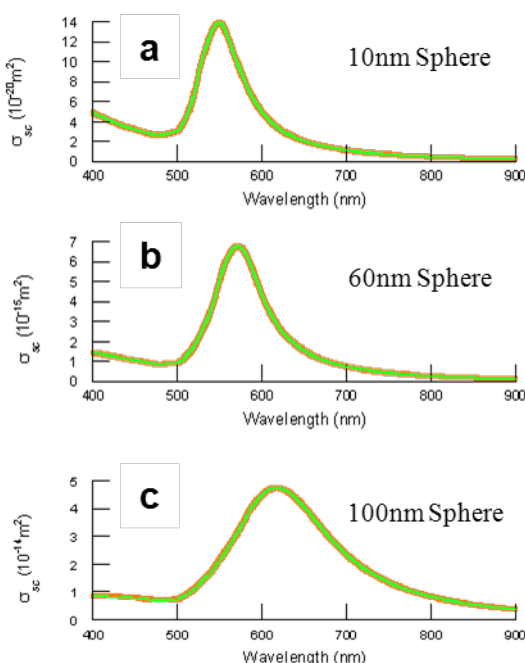 14
12
10
8
6
4
2
0
σsc (10⁻²⁰m²)
a
10nm Sphere
400 500 600 700 800 900
Wavelength (nm)
7
6
5
4
3
2
1
0
σsc (10⁻¹⁵m²)
b
60nm Sphere
400 500 600 700 800 900
Wavelength (nm)
5
4
3
2
1
0
σsc (10⁻¹⁴m²)
c
100nm Sphere
400 500 600 700 800 900
Wavelength (nm)